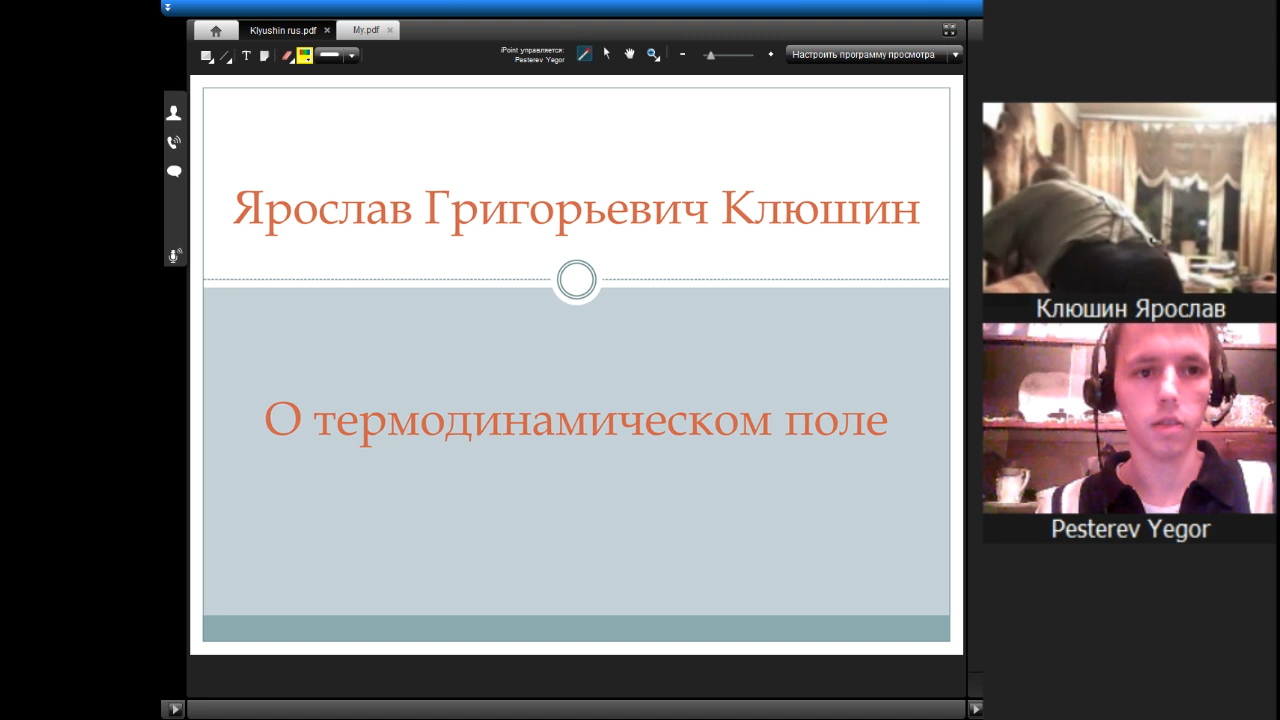 Klyushin rus.pdf
My.pdf
iPoint управляется:
Pesterev Yegor
Настроить программу просмотра
Ярослав Григорьевич Клюшин
О термодинамическом поле
Клюшин Ярослав
Pesterev Yegor